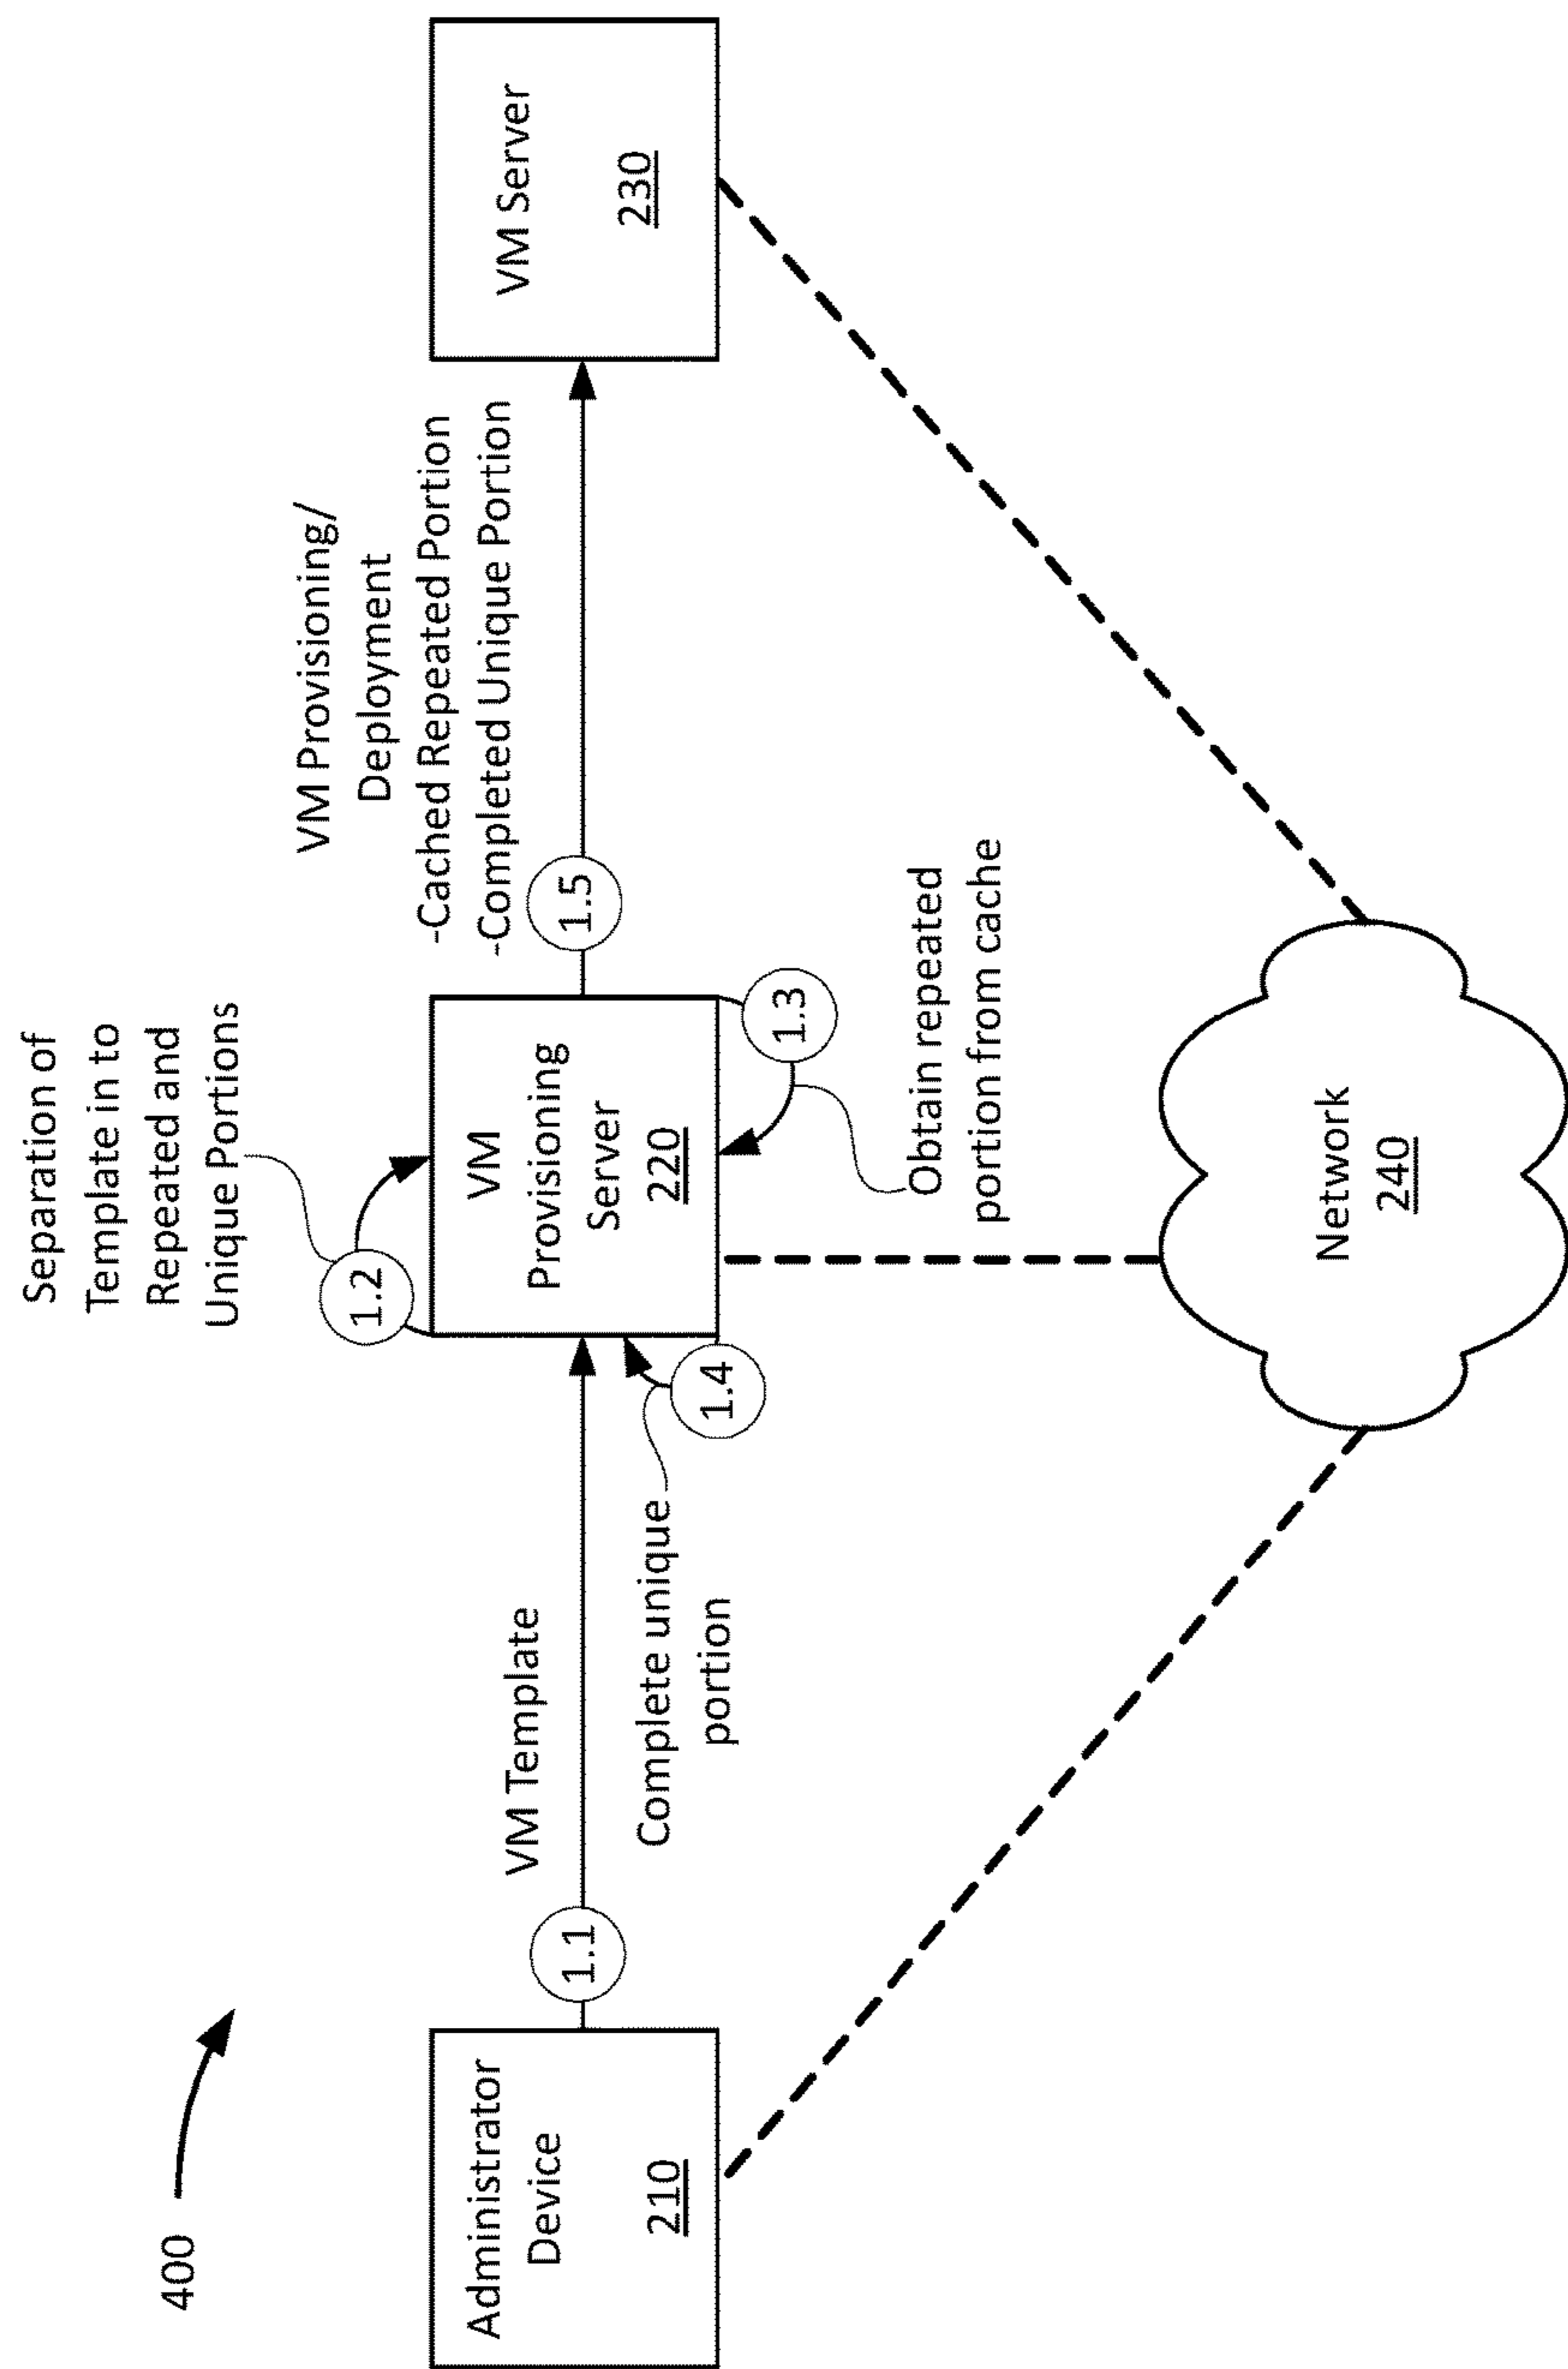 400
Separation of
Template in to
Repeated and
Unique Portions
VM Provisioning/
Deployment
-Cached Repeated Portion
-Completed Unique Portion
1.2
Administrator
Device
210
1.1
VM Template
VM
Provisioning
Server
220
1.5
VM Server
230
Complete unique
portion
1.4
1.3
Obtain repeated
portion from cache
Network
240